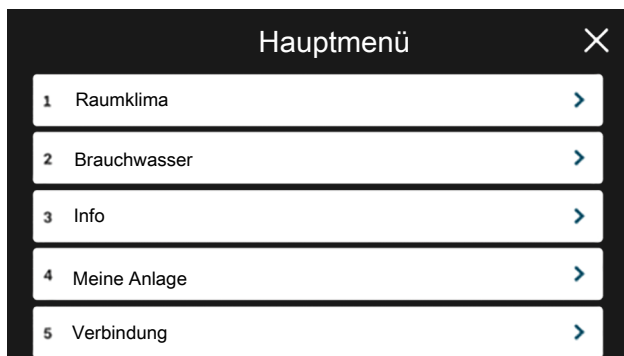 Hauptmenü
1 Raumklima
2 Brauchwasser
3 Info
4 Meine Anlage
5 Verbindung